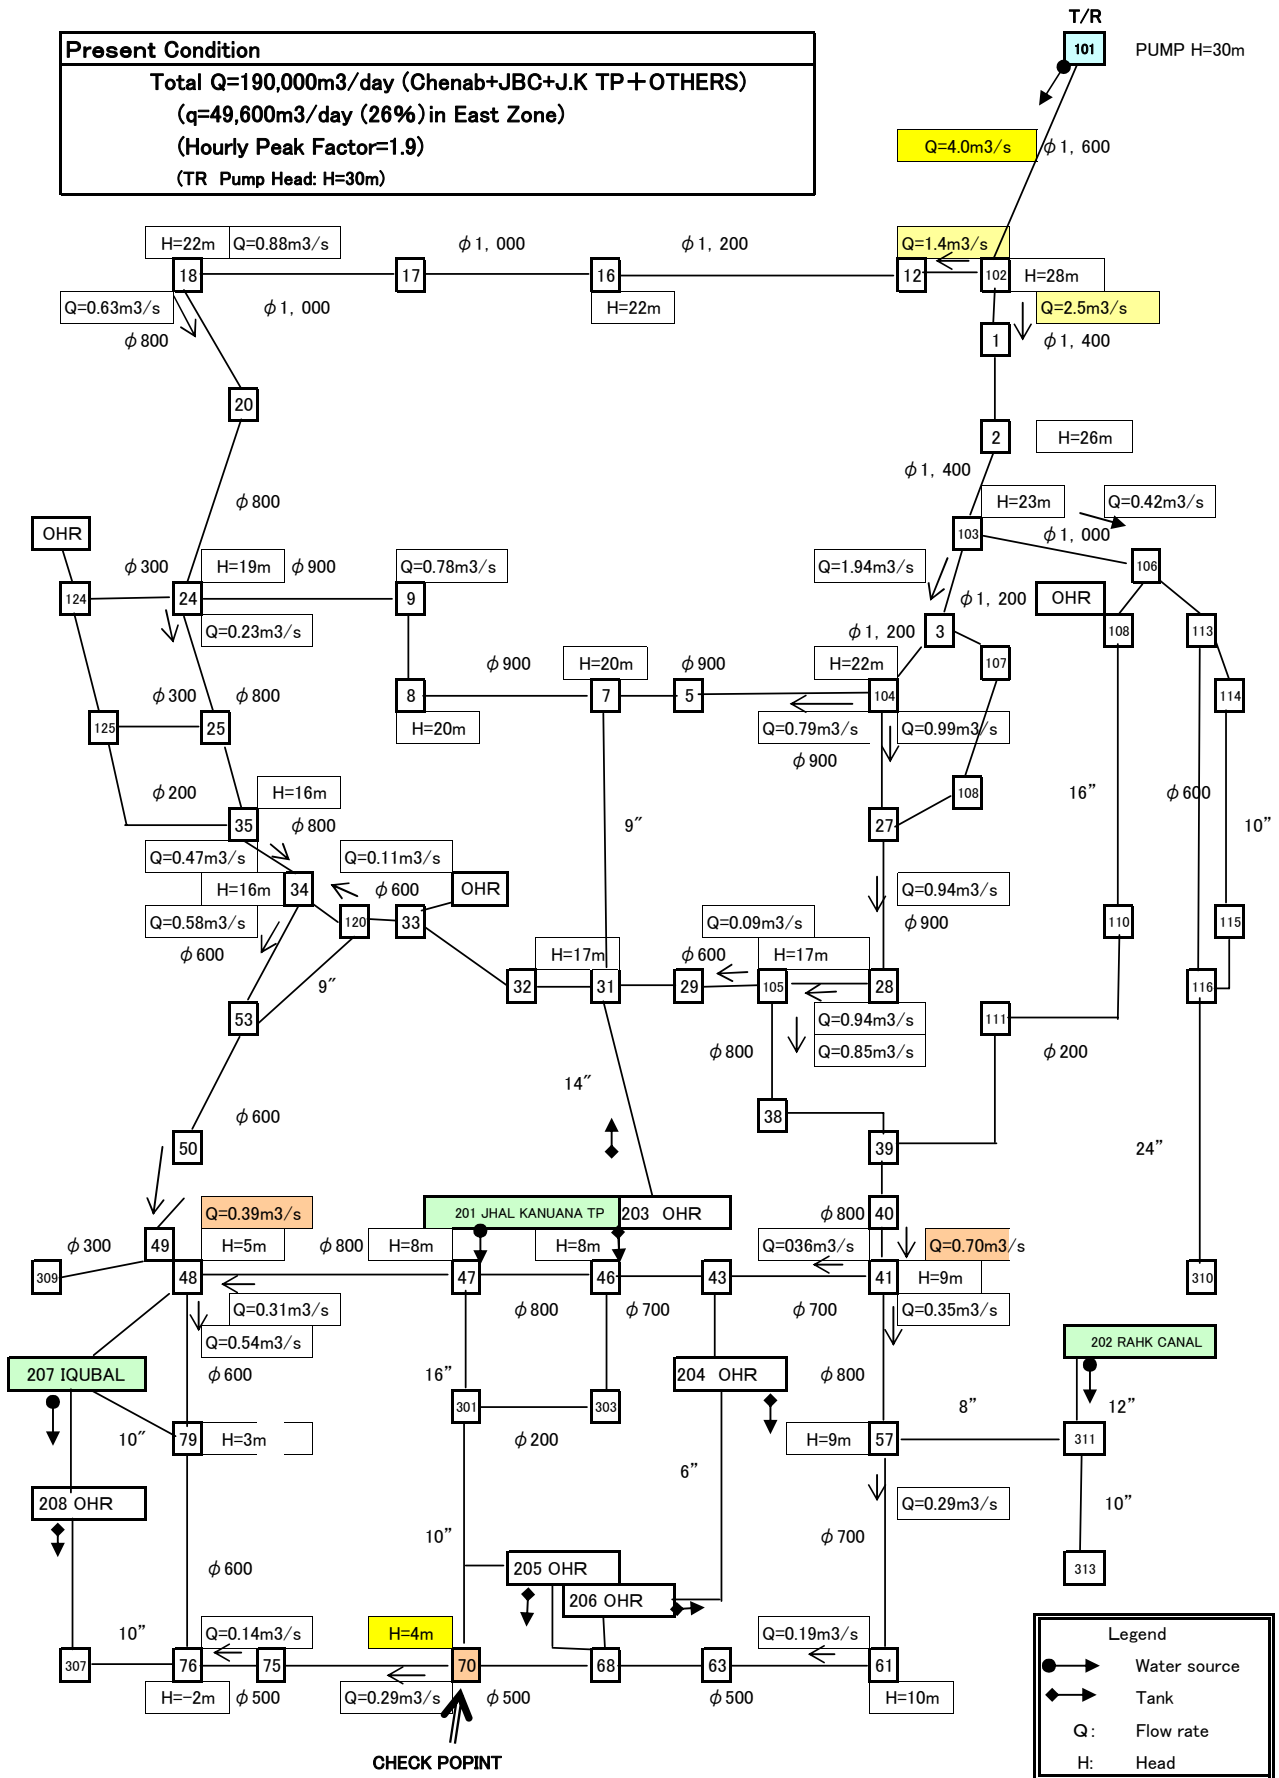 T/R
101
PUMP H=30m
Present Condition
Total Q=190,000m3/day (Chenab+JBC+J.K TP+OTHERS)
(q=49,600m3/day (26%) in East Zone)
(Hourly Peak Factor=1.9)
(TR Pump Head: H=30m)
Q=4.0m3/s
φ1, 600
H=22m
Q=0.88m3/s
φ1, 000
φ1, 200
Q=1.4m3/s
18
17
16
12
102
H=28m
Q=0.63m3/s
φ1, 000
H=22m
Q=2.5m3/s
φ800
1
φ1, 400
20
2
H=26m
φ1, 400
φ800
H=23m
Q=0.42m3/s
OHR
103
φ1, 000
φ300
H=19m
φ900
Q=0.78m3/s
Q=1.94m3/s
106
124
24
9
φ1, 200
OHR
Q=0.23m3/s
φ1, 200
3
108
113
φ900
H=20m
φ900
H=22m
107
φ300
φ800
8
7
5
104
114
125
25
H=20m
Q=0.79m3/s
Q=0.99m3/s
φ900
φ200
H=16m
108
16”
φ600
35
φ800
9″
27
10”
Q=0.47m3/s
Q=0.11m3/s
H=16m
34
φ600
OHR
Q=0.94m3/s
Q=0.58m3/s
120
33
Q=0.09m3/s
φ900
110
115
φ600
H=17m
φ600
H=17m
9″
32
31
29
105
28
116
53
Q=0.94m3/s
111
Q=0.85m3/s
φ800
φ200
14″
φ600
38
50
39
24”
Q=0.39m3/s
201 JHAL KANUANA TP
203 OHR
φ800
40
φ300
49
H=5m
φ800
H=8m
H=8m
Q=036m3/s
Q=0.70m3/s
309
48
47
46
43
41
H=9m
310
Q=0.31m3/s
φ800
φ700
φ700
Q=0.35m3/s
Q=0.54m3/s
202 RAHK CANAL
207 IQUBAL
φ600
16”
204 OHR
φ800
301
303
8”
12”
10″
79
H=3m
φ200
H=9m
57
311
6”
208 OHR
Q=0.29m3/s
10”
10”
φ700
φ600
205 OHR
313
206 OHR
10”
Q=0.14m3/s
H=4m
Q=0.19m3/s
307
76
75
70
68
63
61
H=-2m
φ500
Q=0.29m3/s
φ500
φ500
H=10m
CHECK POPINT
Legend
Water source
Tank
Q: Flow rate
H: Head